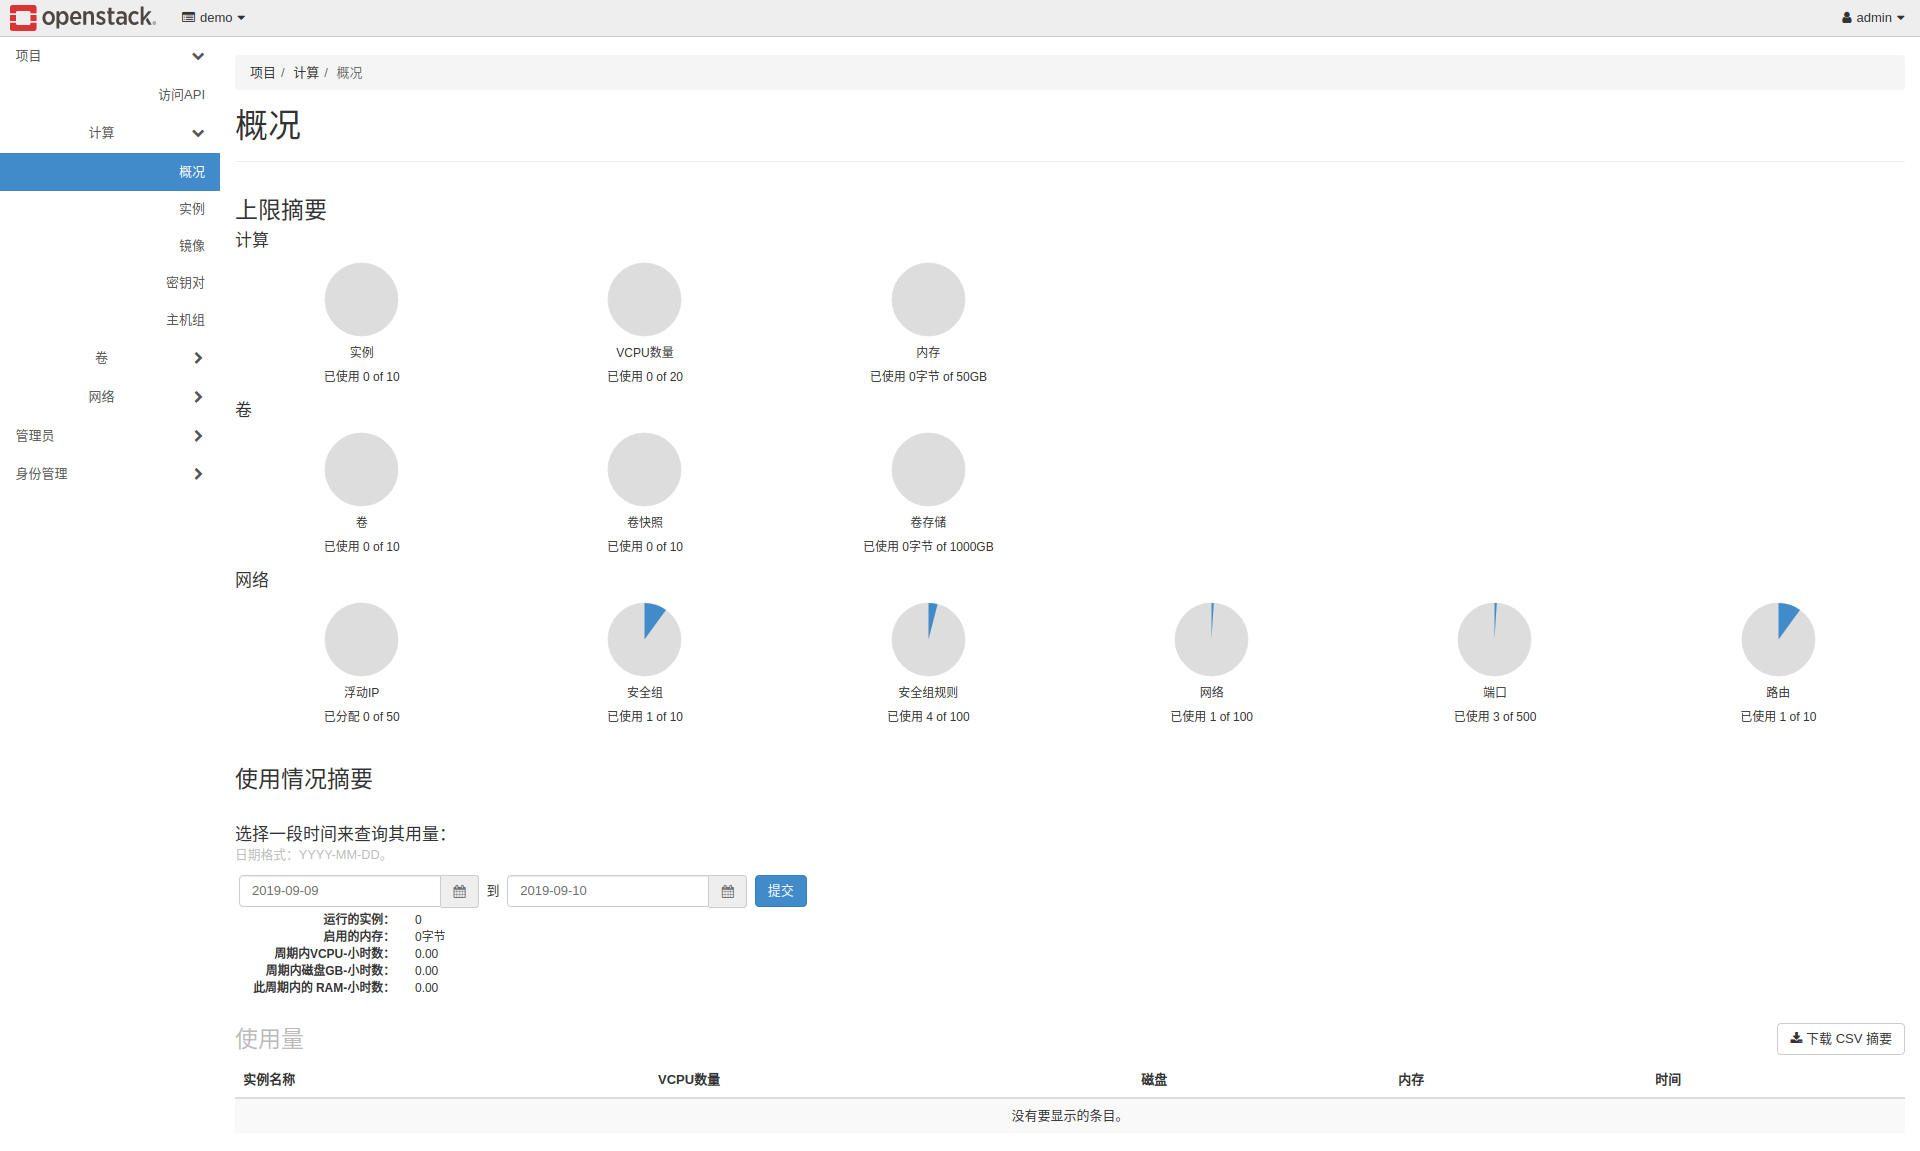 openstack. demo admin
项目
访问API
计算
概况
实例
镜像
密钥对
主机组
卷
网络
管理员
身份管理
项目 / 计算 / 概况
概况
上限摘要
计算
实例 VCPU数量 内存
已使用 0 of 10 已使用 0 of 20 已使用 0字节 of 50GB
卷
卷 卷快照 卷存储
已使用 0 of 10 已使用 0 of 10 已使用 0字节 of 1000GB
网络
浮动IP 安全组 安全组规则 网络 端口 路由
已分配 0 of 50 已使用 1 of 10 已使用 4 of 100 已使用 1 of 100 已使用 3 of 500 已使用 1 of 10
使用情况摘要
选择一段时间来查询其用量：
日期格式：YYYY-MM-DD。
2019-09-09 到 2019-09-10 提交
运行的实例： 0
启用的内存： 0字节
周期内VCPU-小时数： 0.00
周期内磁盘GB-小时数： 0.00
此周期内的 RAM-小时数： 0.00
使用量 下载 CSV 摘要
实例名称 VCPU数量 磁盘 内存 时间
没有要显示的条目。